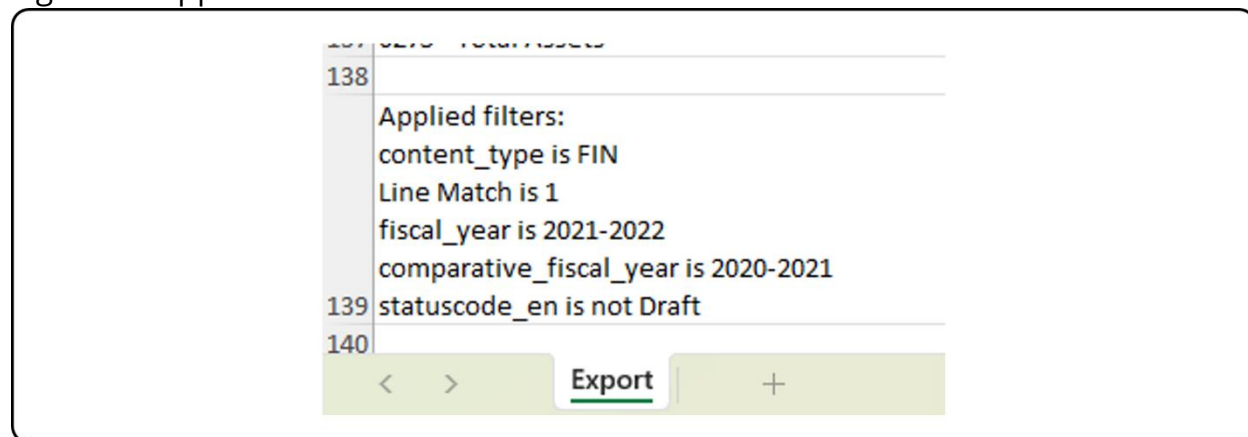 138
Applied filters:
content_type is FIN
Line Match is 1
fiscal_year is 2021-2022
comparative_fiscal_year is 2020-2021
139 statuscode_en is not Draft
140
Export